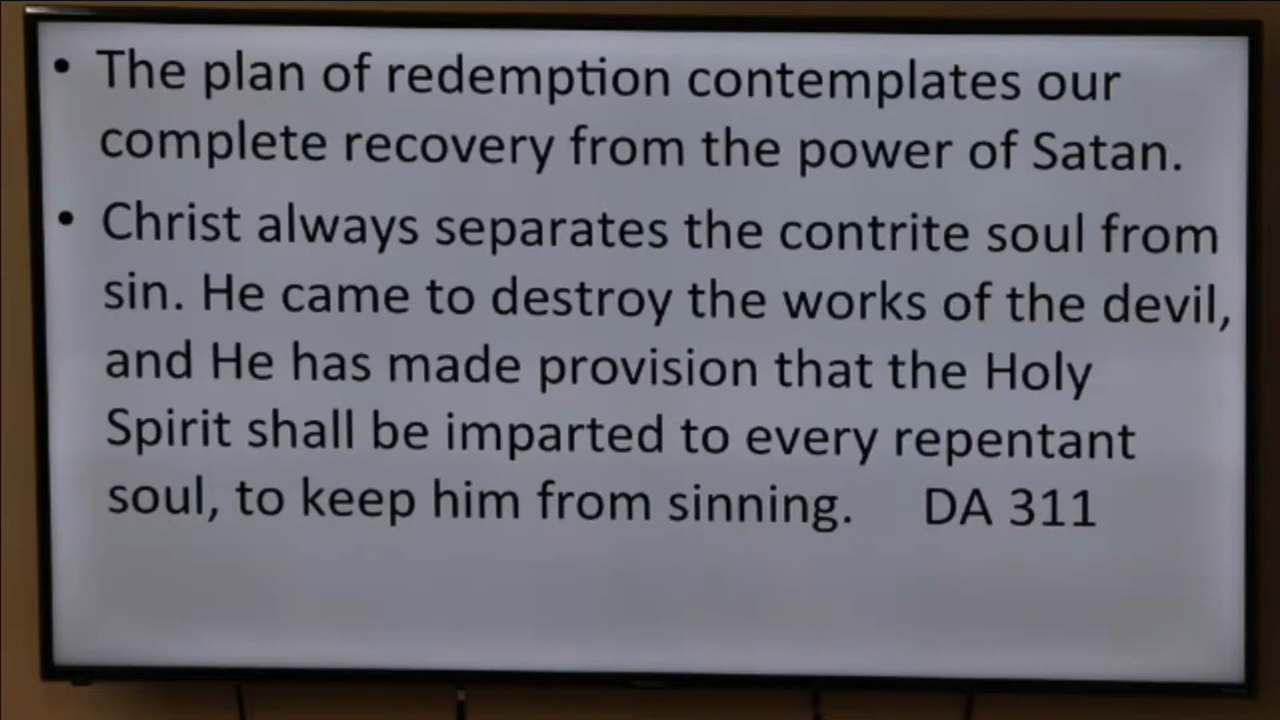 • The plan of redemption contemplates our
complete recovery from the power of Satan.
• Christ always separates the contrite soul from
sin. He came to destroy the works of the devil,
and He has made provision that the Holy
Spirit shall be imparted to every repentant
soul, to keep him from sinning. DA 311